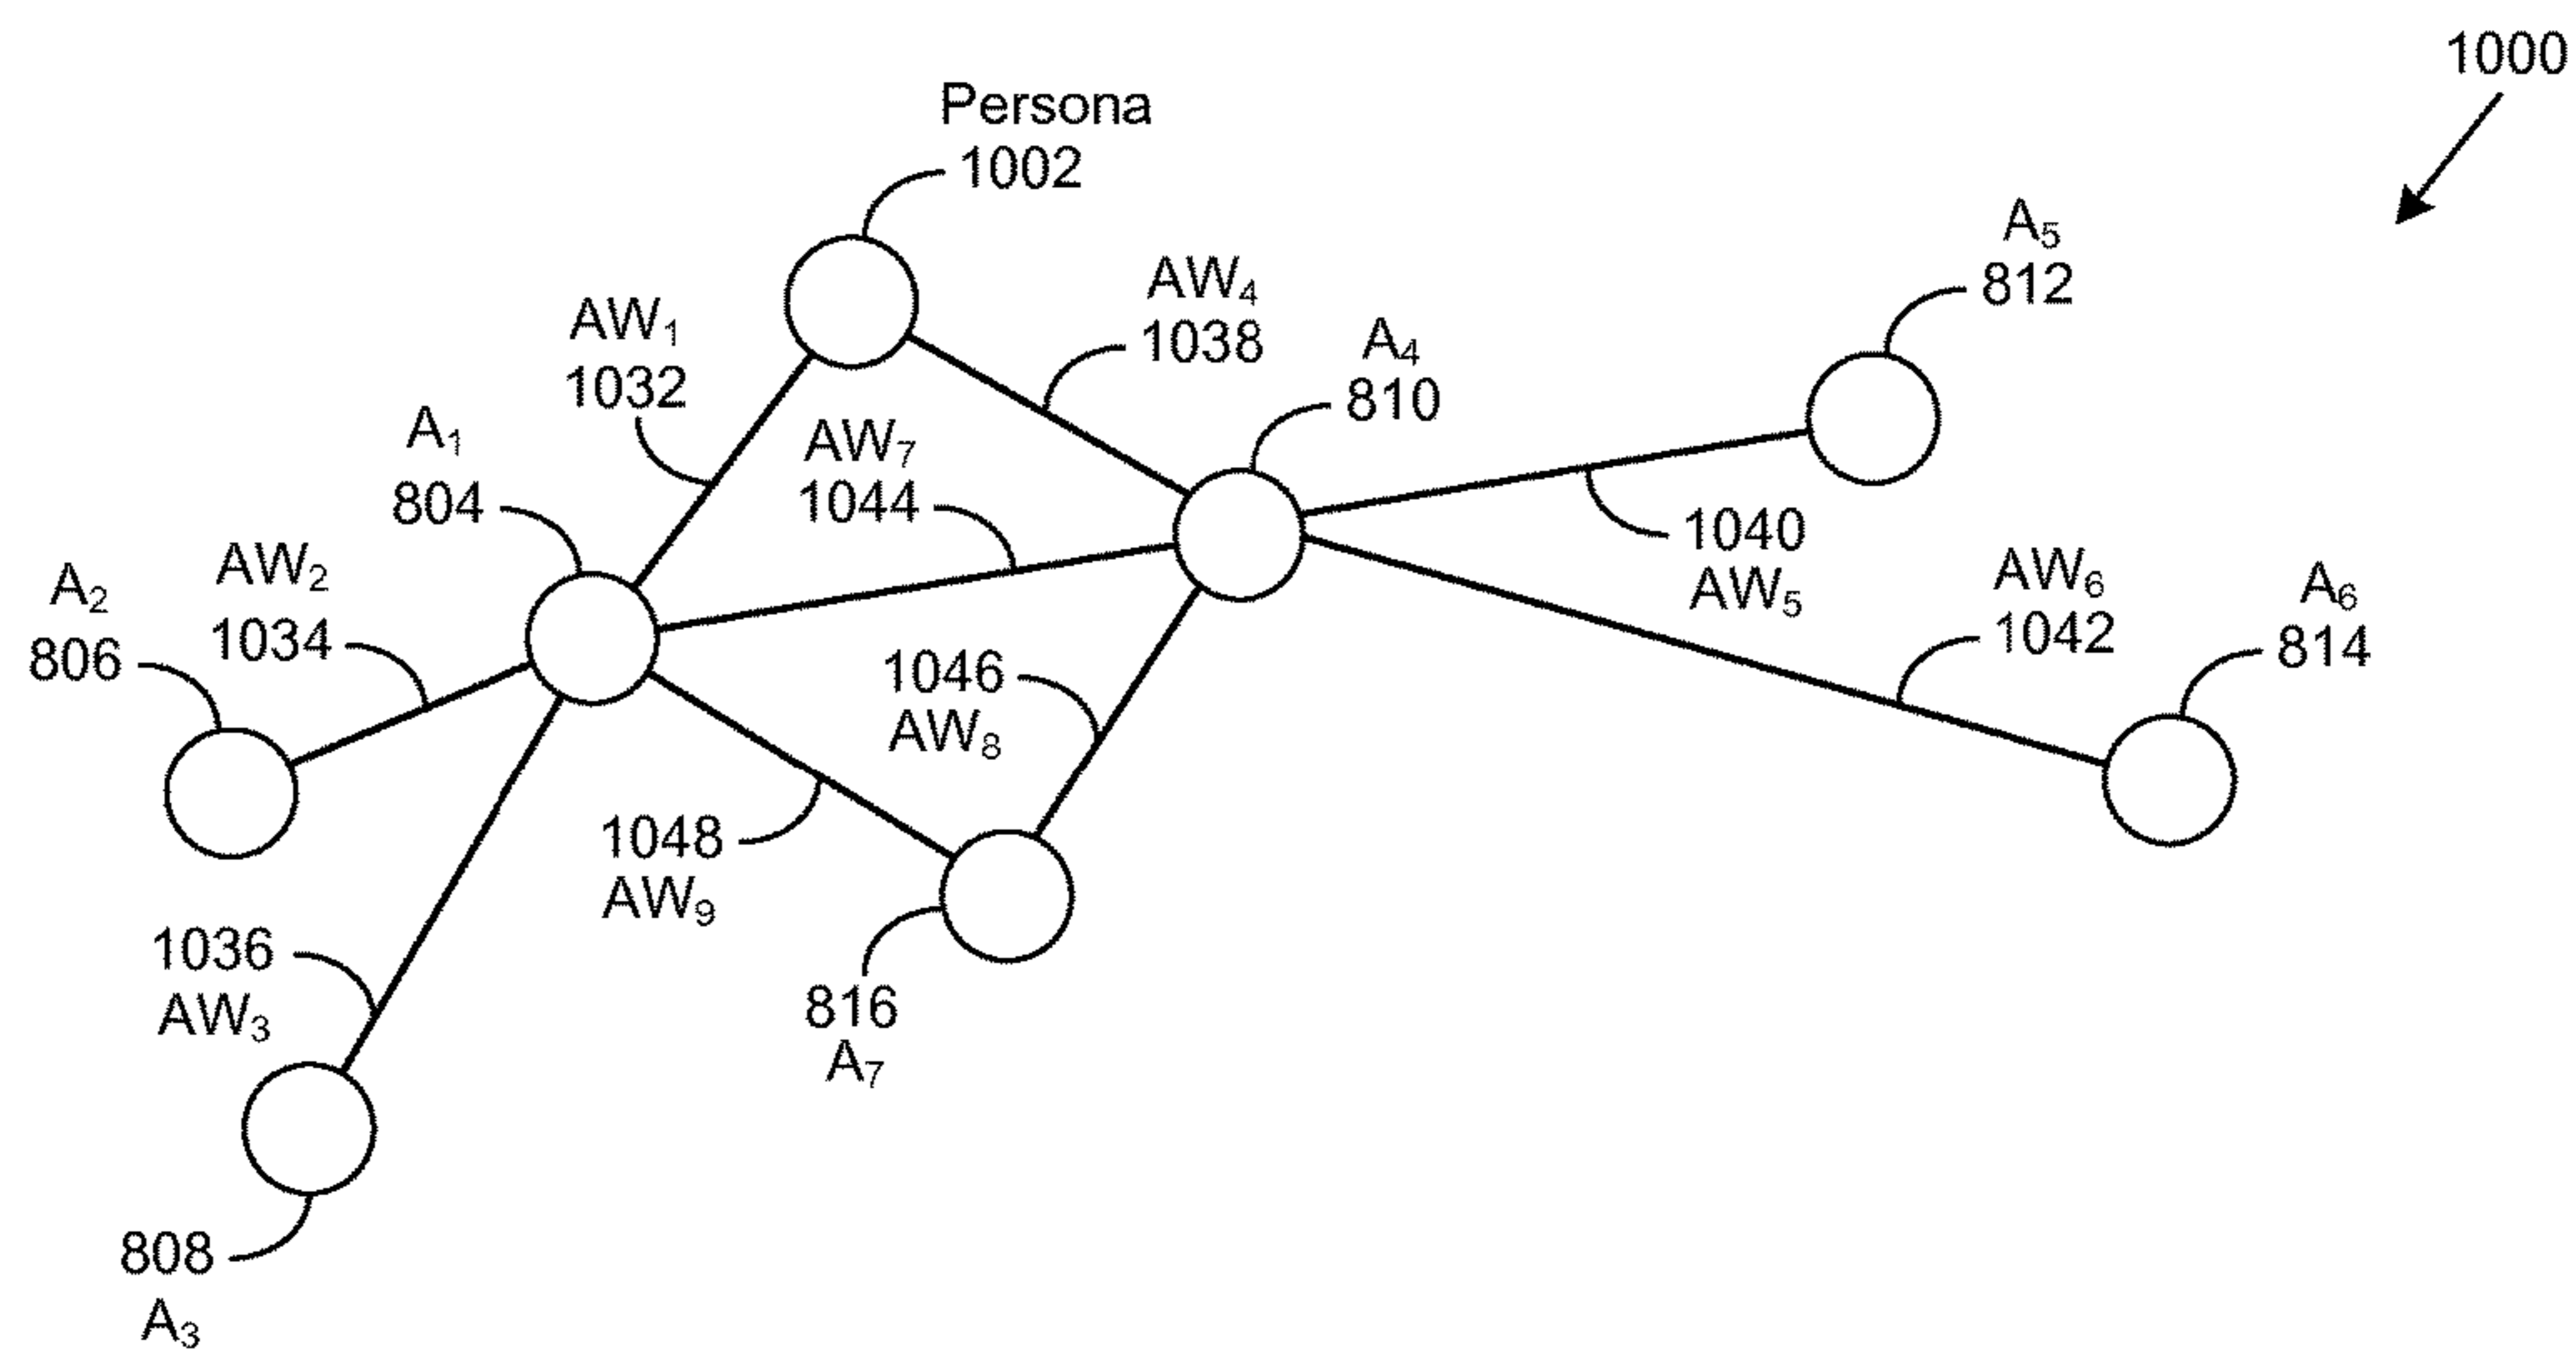 1000
Persona
1002
A₅
812
AW₄
1038
AW₁
1032
A₄
810
A₁
804
AW₇
1044
1040
AW₅
AW₂
1034
A₂
806
AW₆
1042
A₆
814
1046
AW₈
1048
AW₉
1036
AW₃
816
A₇
808
A₃